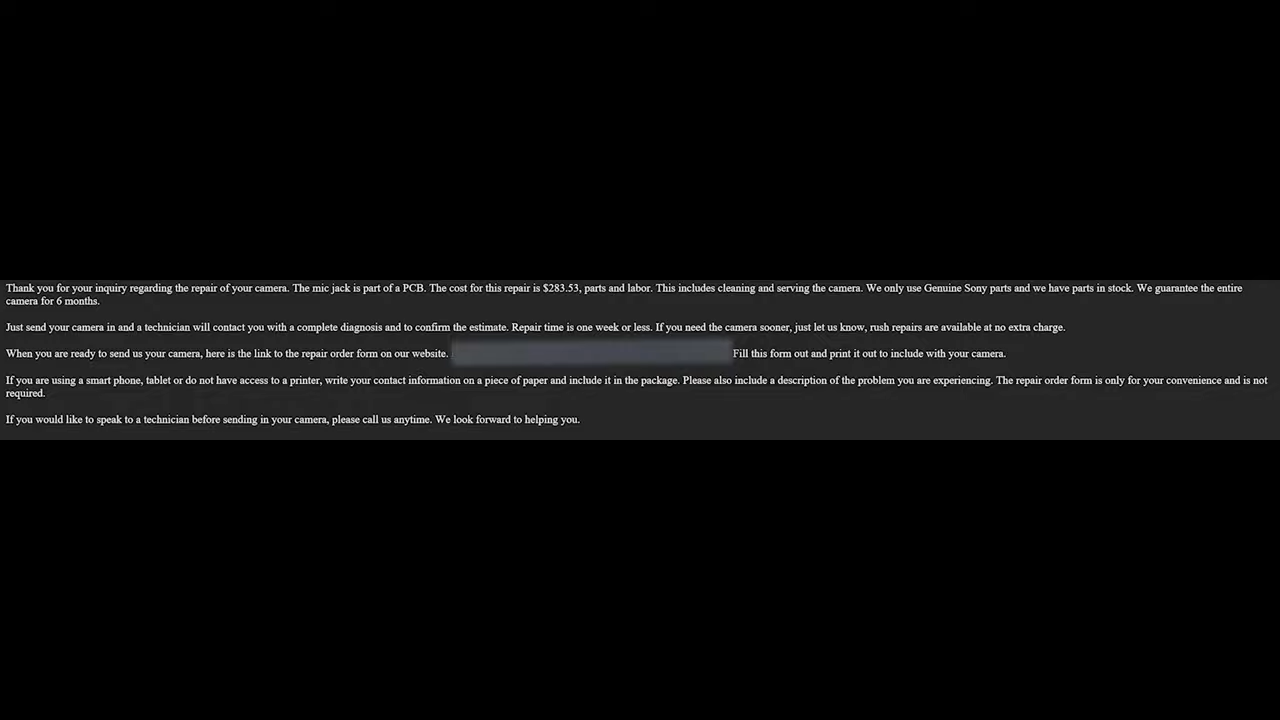 Thank you for your inquiry regarding the repair of your camera. The mic jack is part of a PCB. The cost for this repair is $283.53, parts and labor. This includes cleaning and serving the camera. We only use Genuine Sony parts and we have parts in stock. We guarantee the entire
camera for 6 months.
Just send your camera in and a technician will contact you with a complete diagnosis and to confirm the estimate. Repair time is one week or less. If you need the camera sooner, just let us know, rush repairs are available at no extra charge.
When you are ready to send us your camera, here is the link to the repair order form on our website. Fill this form out and print it out to include with your camera.
If you are using a smart phone, tablet or do not have access to a printer, write your contact information on a piece of paper and include it in the package. Please also include a description of the problem you are experiencing. The repair order form is only for your convenience and is not
required.
If you would like to speak to a technician before sending in your camera, please call us anytime. We look forward to helping you.